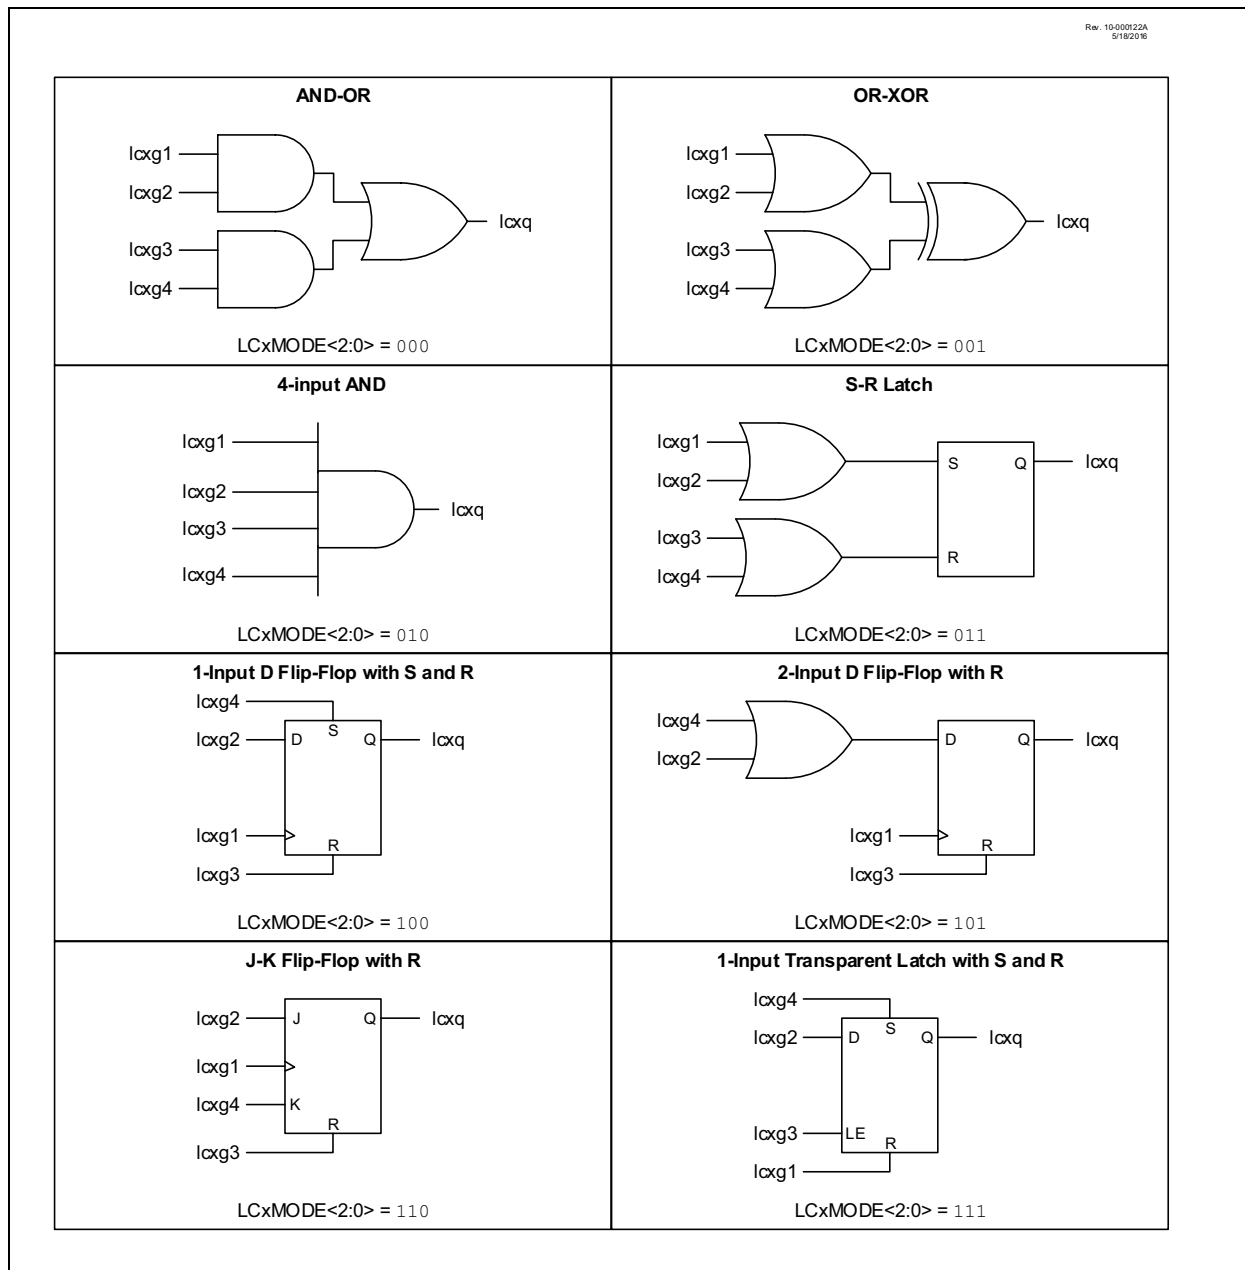 Rev. 10-000122A
5/18/2016
AND-OR
lcxg1
lcxg2
lcxg3
lcxg4
lcxq
LCxMODE<2:0> = 000
OR-XOR
lcxg1
lcxg2
lcxg3
lcxg4
lcxq
LCxMODE<2:0> = 001
4-input AND
lcxg1
lcxg2
lcxg3
lcxg4
lcxq
LCxMODE<2:0> = 010
S-R Latch
lcxg1
lcxg2
lcxg3
lcxg4
S
Q
lcxq
R
LCxMODE<2:0> = 011
1-Input D Flip-Flop with S and R
lcxg4
S
lcxg2
D
Q
lcxq
lcxg1
R
lcxg3
LCxMODE<2:0> = 100
2-Input D Flip-Flop with R
lcxg4
lcxg2
D
Q
lcxq
lcxg1
R
lcxg3
LCxMODE<2:0> = 101
J-K Flip-Flop with R
lcxg2
J
Q
lcxq
lcxg1
lcxg4
K
R
lcxg3
LCxMODE<2:0> = 110
1-Input Transparent Latch with S and R
lcxg4
S
lcxg2
D
Q
lcxq
lcxg3
LE
R
lcxg1
LCxMODE<2:0> = 111